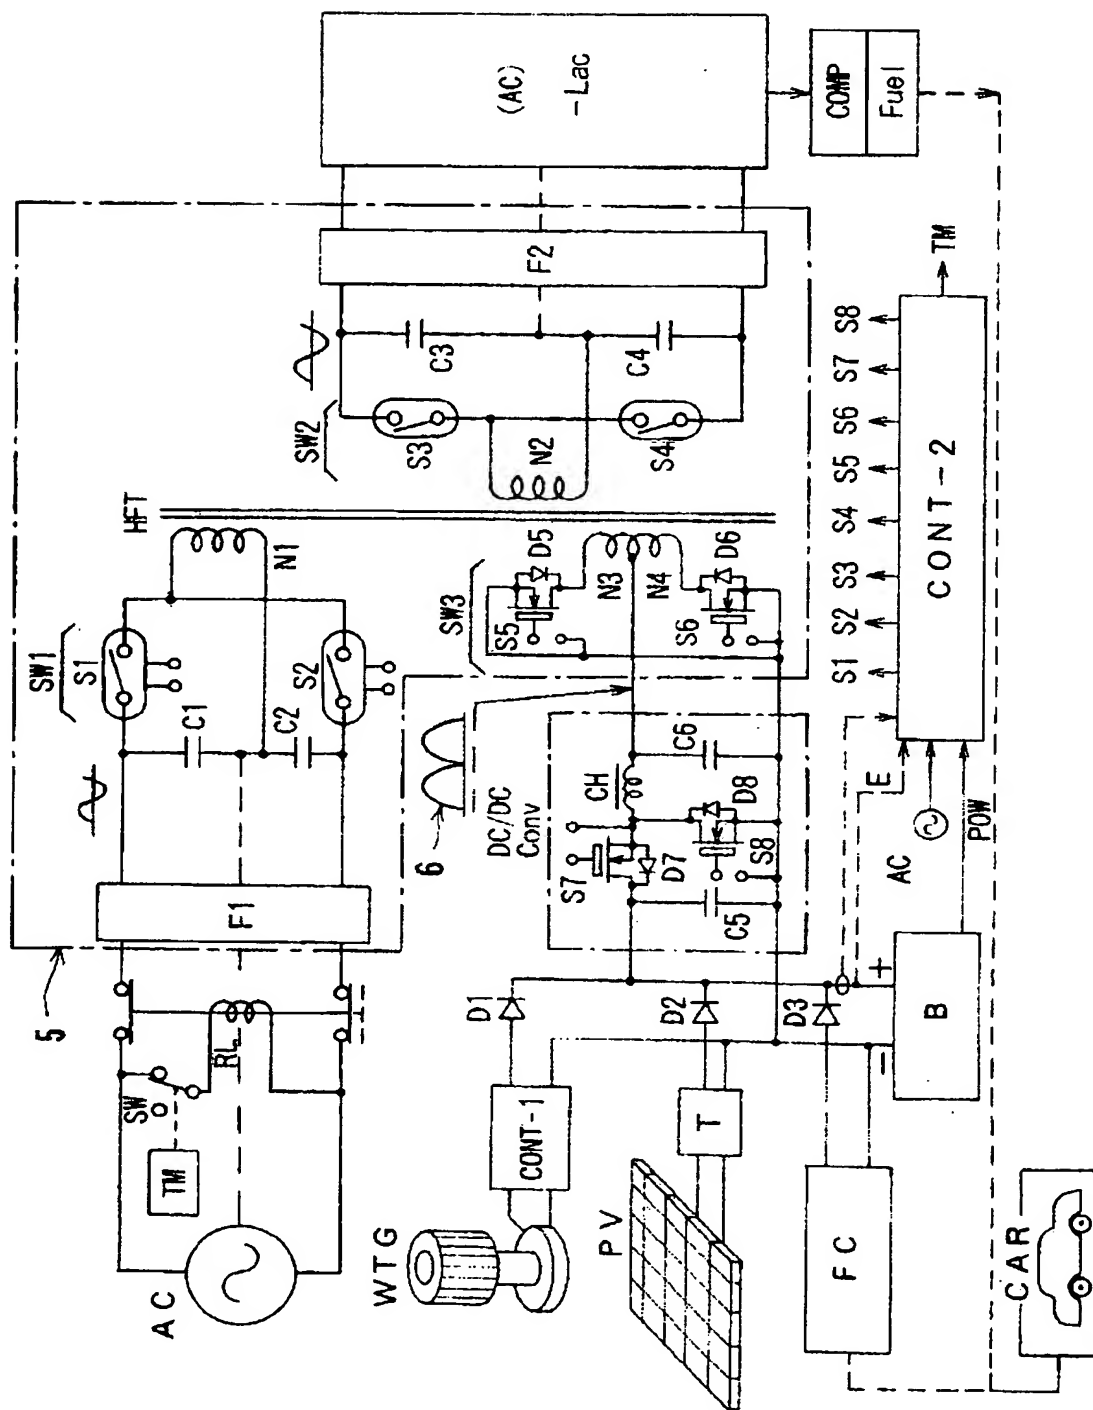 AC
SW
TM
RL
5
F1
SW1
S1
S2
C1
C2
N1
HFT
SW2
S3
S4
N2
C3
C4
F2
(AC)
-Lac
COMP
Fuel
WTG
CONT-1
D1
PV
T
D2
FC
D3
CAR
B
+
-
6
DC/DC
Conv
S7
D7
C5
S8
D8
CH
C6
SW3
S5
D5
N3
N4
S6
D6
E
AC
POW
CONT-2
S1
S2
S3
S4
S5
S6
S7
S8
TM